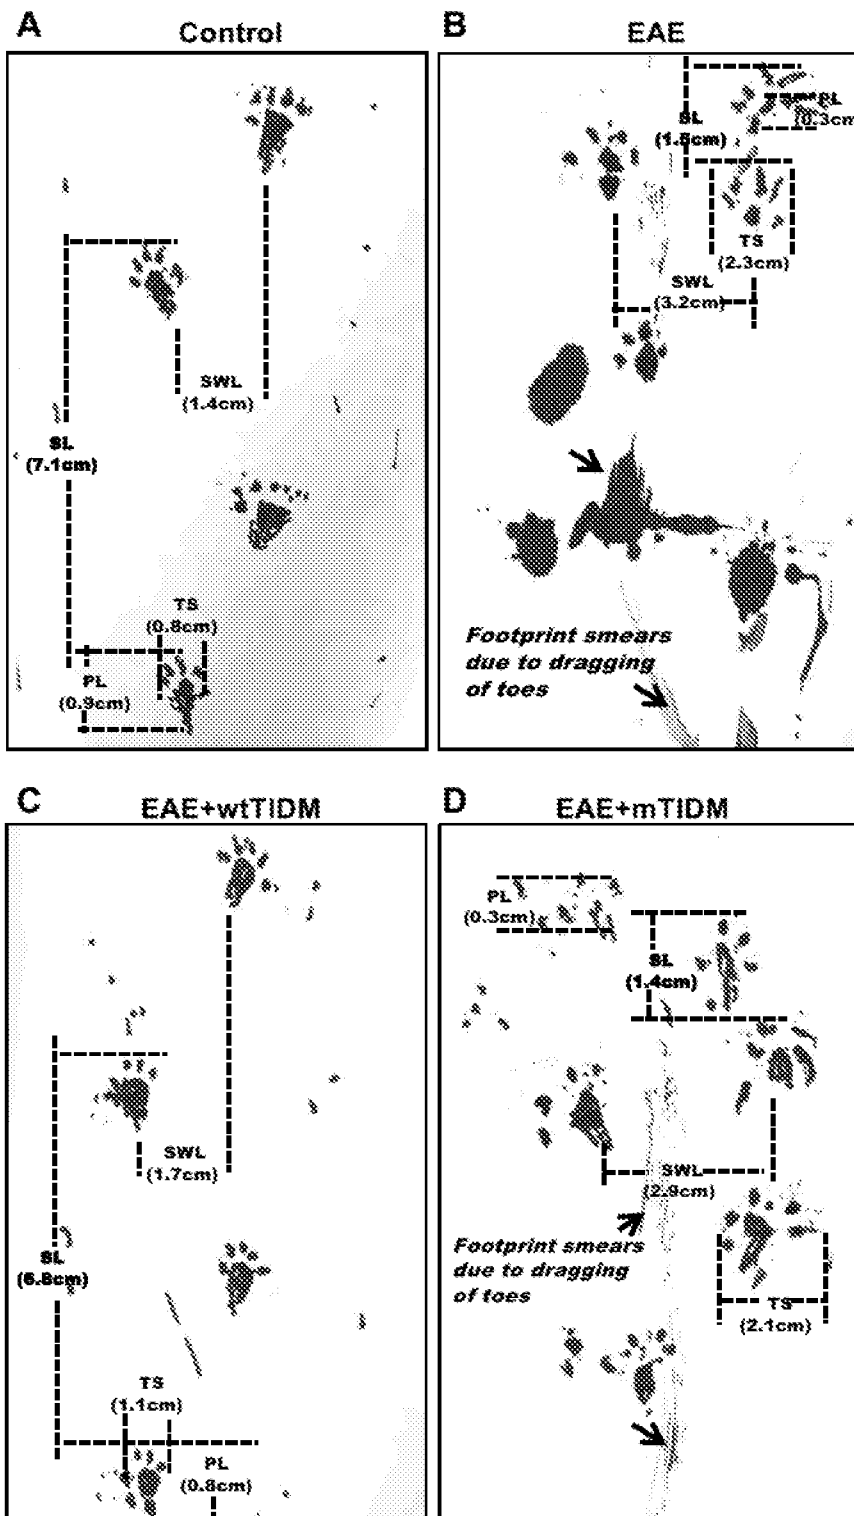 A
Control
SWL
(1.4cm)
SL
(7.1cm)
TS
(0.8cm)
PL
(0.9cm)
B
EAE
PL
(0.3cm
SL
(1.5cm)
TS
(2.3cm)
SWL
(3.2cm)
Footprint smears
due to dragging
of toes
C
EAE+wtTIDM
SWL
(1.7cm)
SL
(6.8cm)
TS
(1.1cm)
PL
(0.8cm)
D
EAE+mTIDM
PL
(0.3cm)
SL
(1.4cm)
SWL
(2.9cm)
Footprint smears
due to dragging
of toes
TS
(2.1cm)